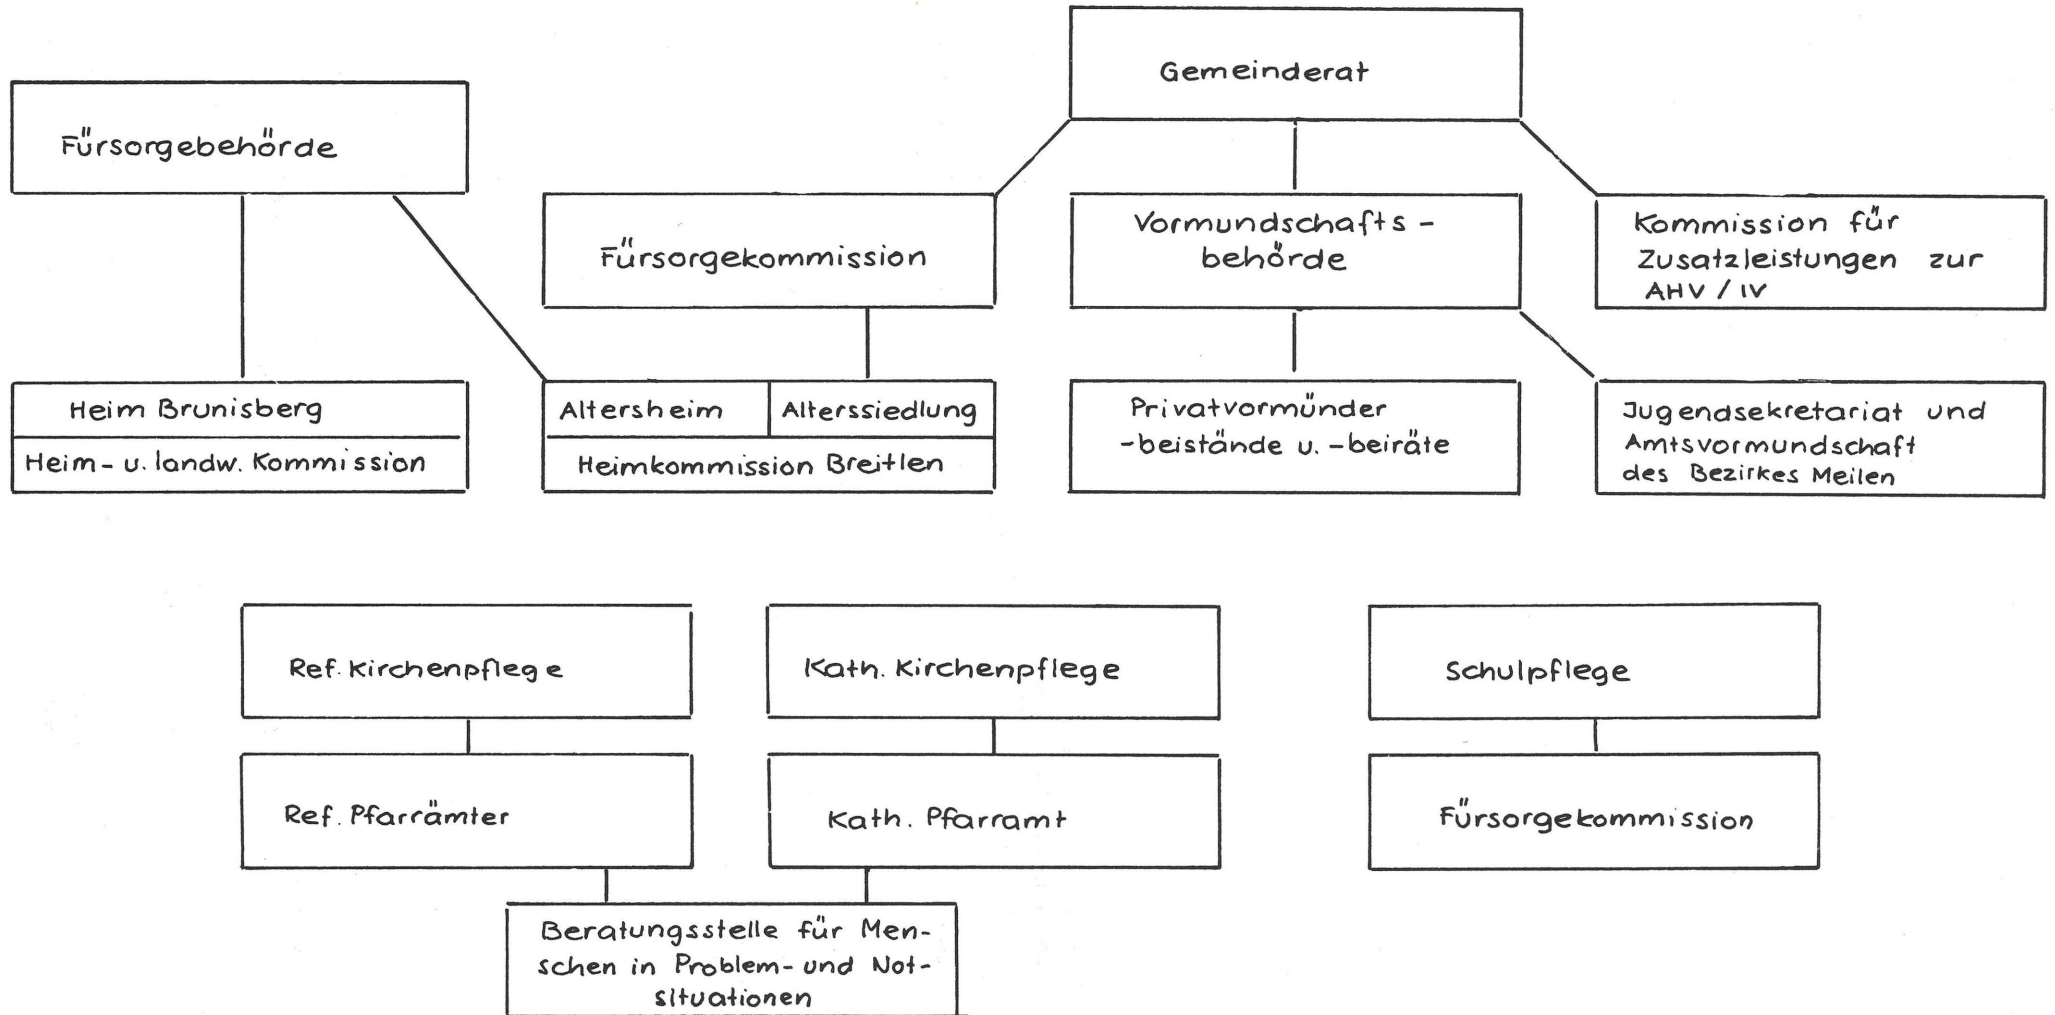 Gemeinderat
Fürsorgebehörde
Fürsorgekommission
Vormundschafts-
behörde
Kommission für
Zusatzleistungen zur
AHV / IV
Heim Brunisberg
Heim- u. landw. Kommission
Altersheim
Alterssiedlung
Heimkommission Breitlen
Privatvormünder
-beistände u. -beiräte
Jugendsekretariat und
Amtsvormundschaft
des Bezirkes Meilen
Ref. Kirchenpflege
Kath. Kirchenpflege
Schulpflege
Ref. Pfarrämter
Kath. Pfarramt
Fürsorgekommission
Beratungsstelle für Men-
schen in Problem- und Not-
situationen